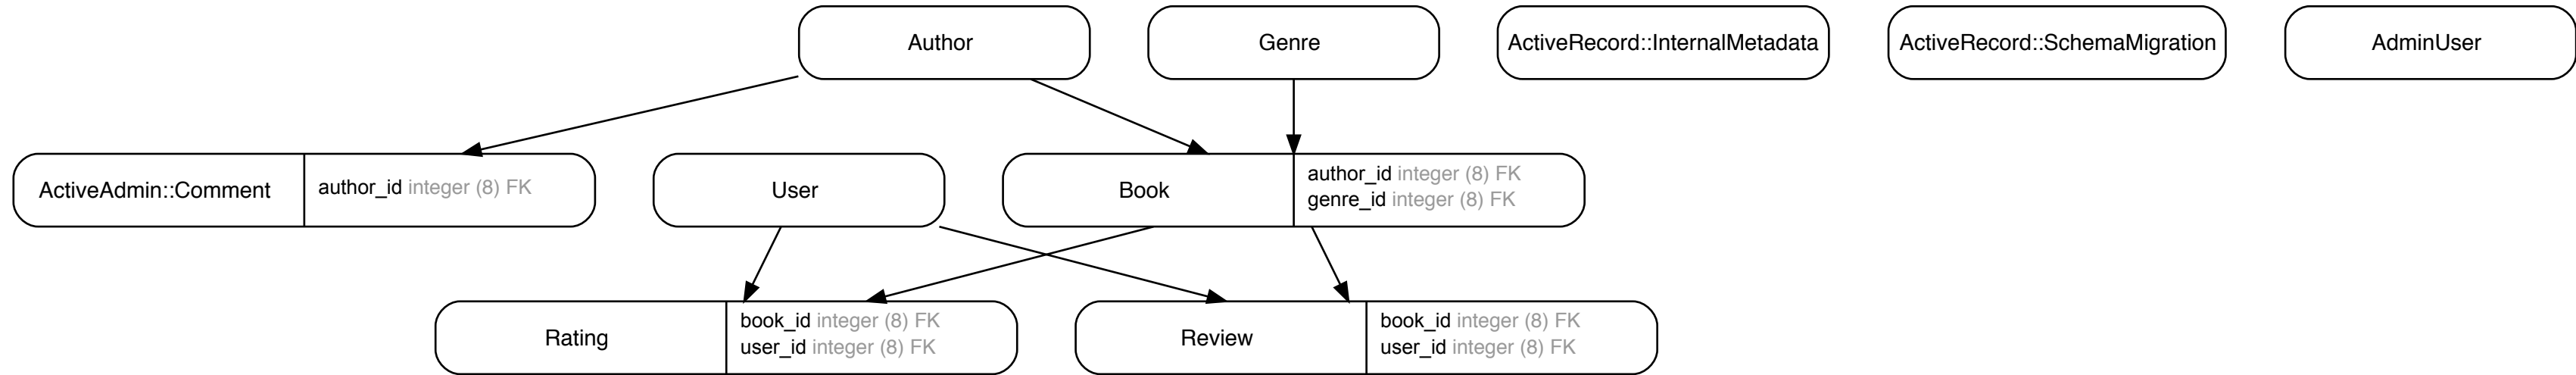 Author
Genre
ActiveRecord::InternalMetadata
ActiveRecord::SchemaMigration
AdminUser
ActiveAdmin::Comment
author_id integer (8) FK
User
Book
author_id integer (8) FK
genre_id integer (8) FK
Rating
book_id integer (8) FK
user_id integer (8) FK
Review
book_id integer (8) FK
user_id integer (8) FK